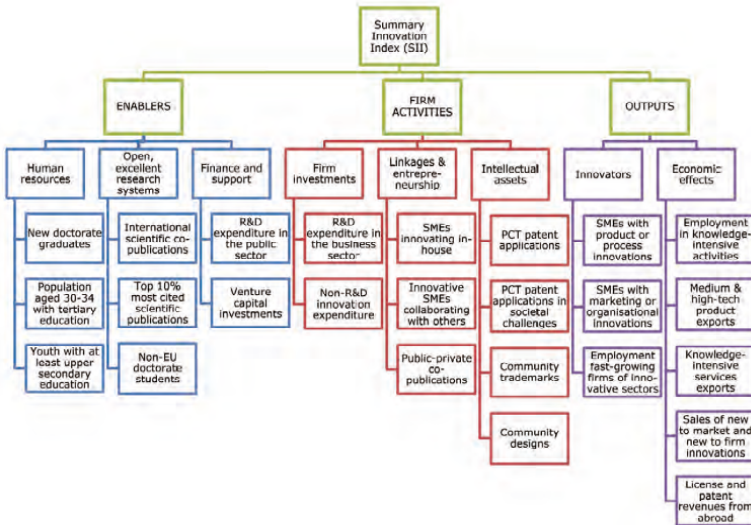 Summary
Innovation
Index (SII)
ENABLERS
FIRM
ACTIVITIES
OUTPUTS
Human
resources
Open,
excellent
research
systems
Finance and
support
Firm
investments
Linkages &
entrepre-
neurship
Intellectual
assets
Innovators
Economic
effects
New doctorate
graduates
International
scientific co-
publications
R&D
expenditure in
the public
sector
R&D
expenditure in
the business
sector
SMEs
innovating in-
house
PCT patent
applications
SMEs with
product or
process
innovations
Employment
in knowledge-
intensive
activities
Population
aged 30-34
with tertiary
education
Top 10%
most cited
scientific
publications
Venture
capital
investments
Non-R&D
innovation
expenditure
Innovative
SMEs
collaborating
with others
PCT patent
applications in
societal
challenges
SMEs with
marketing or
organisational
innovations
Medium &
high-tech
product
exports
Youth with at
least upper
secondary
education
Non-EU
doctorate
students
Public-private
co-
publications
Community
trademarks
Employment
fast-growing
firms of inno-
vative sectors
Knowledge-
intensive
services
exports
Community
designs
Sales of new
to market and
new to firm
innovations
License and
patent
revenues from
abroad